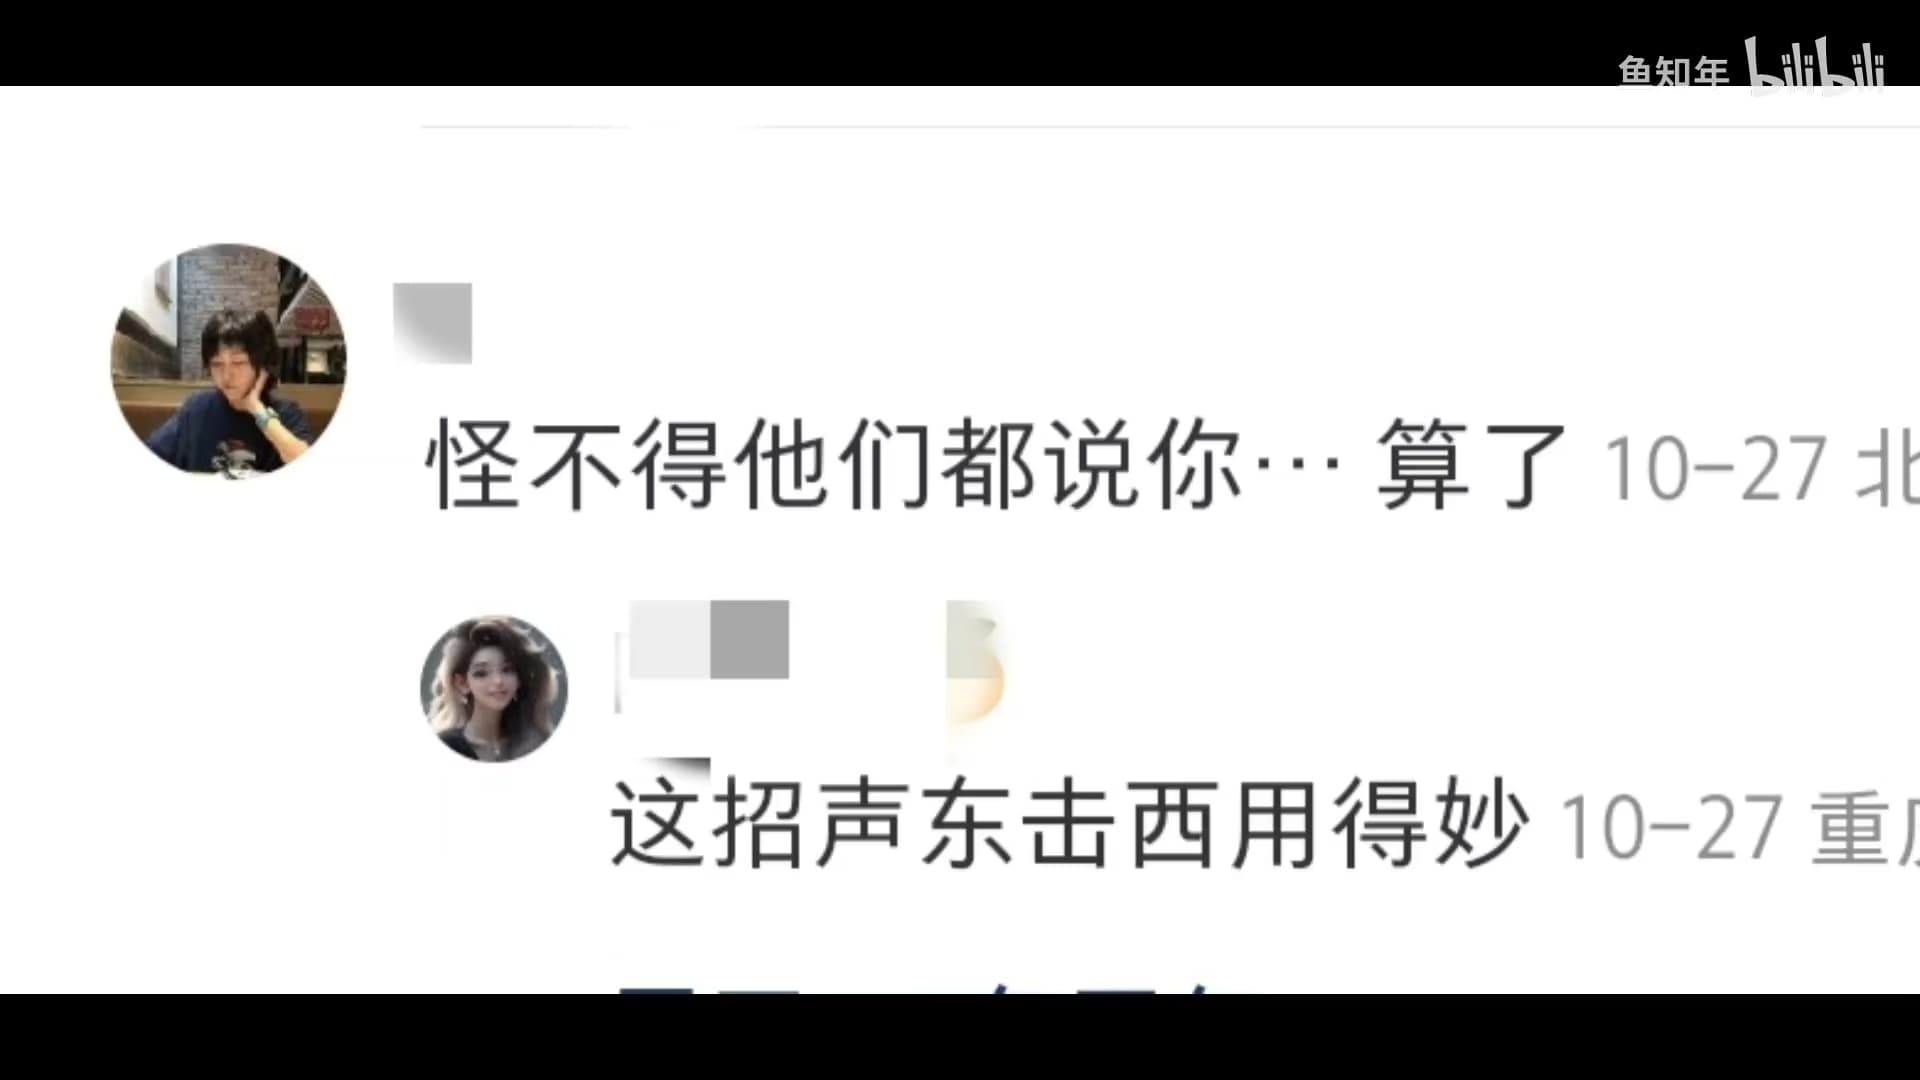 鱼知年 bilibili
怪不得他们都说你… 算了 10-27 北
这招声东击西用得妙 10-27 重